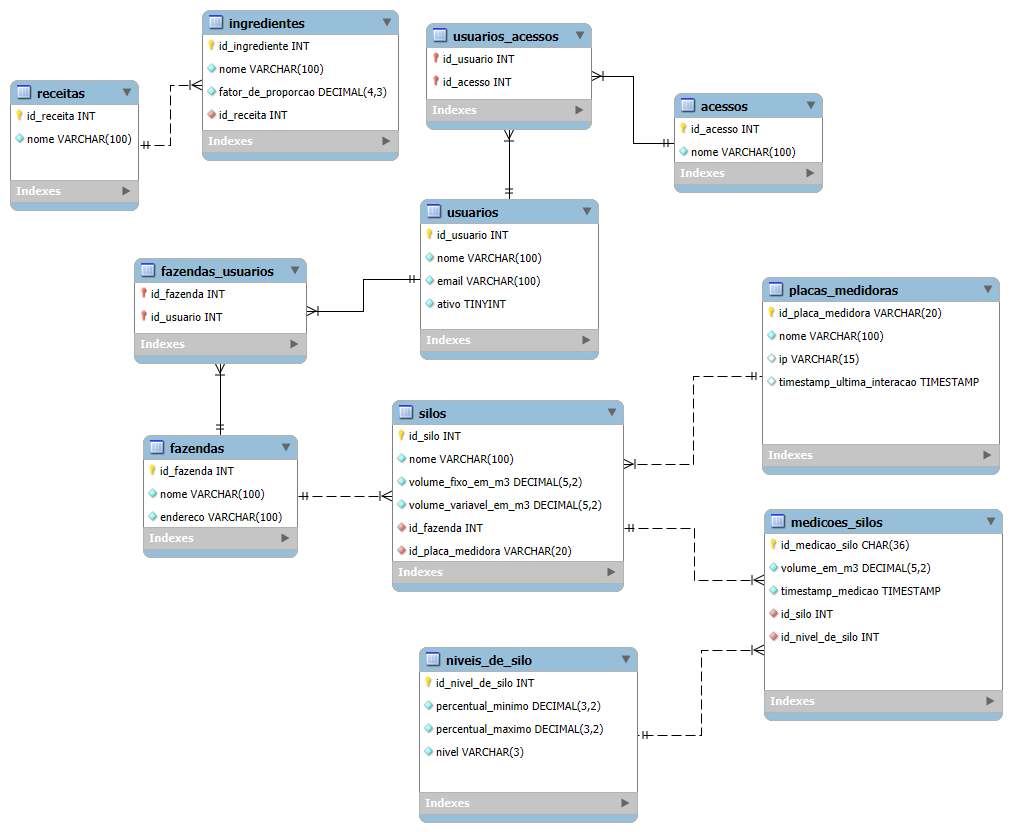 ingredientes
id_ingrediente INT
nome VARCHAR(100)
fator_de_proporcao DECIMAL(4,3)
id_receita INT
Indexes
usuarios_acessos
id_usuario INT
id_acesso INT
Indexes
receitas
id_receita INT
nome VARCHAR(100)
Indexes
acessos
id_acesso INT
nome VARCHAR(100)
Indexes
usuarios
id_usuario INT
nome VARCHAR(100)
email VARCHAR(100)
ativo TINYINT
Indexes
fazendas_usuarios
id_fazenda INT
id_usuario INT
Indexes
placas_medidoras
id_placa_medidora VARCHAR(20)
nome VARCHAR(100)
ip VARCHAR(15)
timestamp_ultima_interacao TIMESTAMP
Indexes
silos
id_silo INT
nome VARCHAR(100)
volume_fixo_em_m3 DECIMAL(5,2)
volume_variavel_em_m3 DECIMAL(5,2)
id_fazenda INT
id_placa_medidora VARCHAR(20)
Indexes
fazendas
id_fazenda INT
nome VARCHAR(100)
endereco VARCHAR(100)
Indexes
medicoes_silos
id_medicao_silo CHAR(36)
volume_em_m3 DECIMAL(5,2)
timestamp_medicao TIMESTAMP
id_silo INT
id_nivel_de_silo INT
Indexes
niveis_de_silo
id_nivel_de_silo INT
percentual_minimo DECIMAL(3,2)
percentual_maximo DECIMAL(3,2)
nivel VARCHAR(3)
Indexes